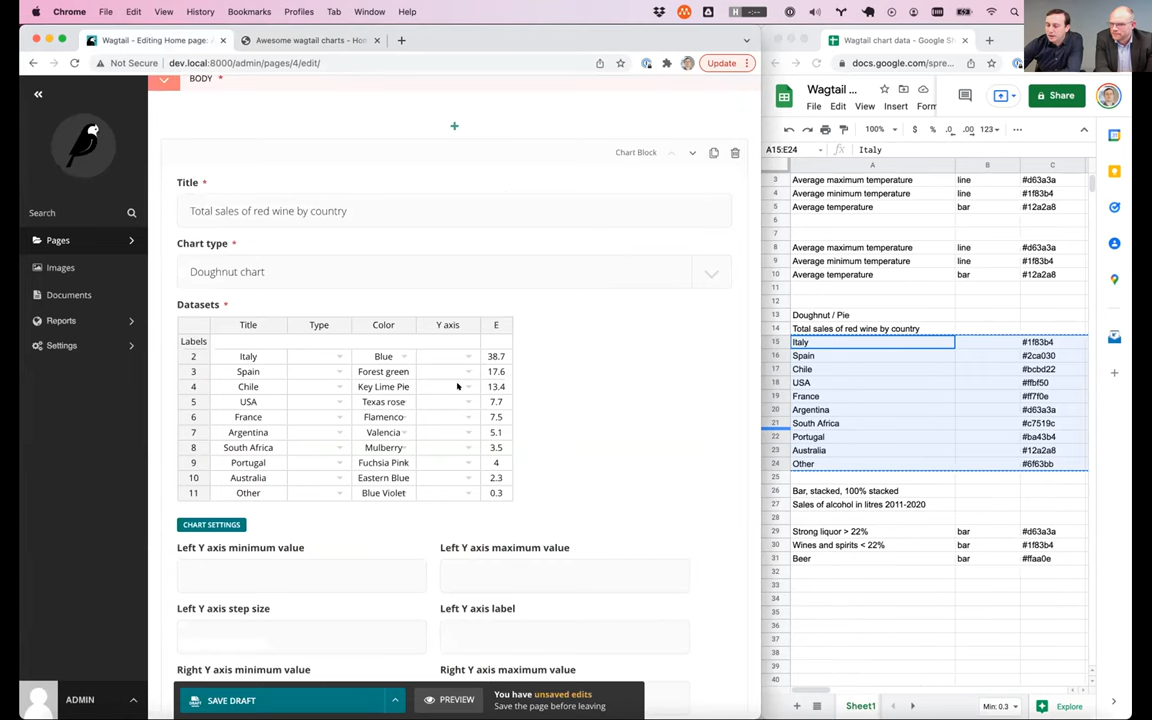 Chrome File Edit View History Bookmarks Profiles Tab Window Help
Wagtail – Editing Home page:
Awesome wagtail charts - Hor
Not Secure dev.local:8000/admin/pages/4/edit/
Update
Search
Pages
Images
Documents
Reports
Settings
ADMIN
BODY *
Chart Block
Title *
Total sales of red wine by country
Chart type *
Doughnut chart
Datasets *
Title Type Color Y axis E
Labels
2 Italy Blue 38.7
3 Spain Forest green 17.6
4 Chile Key Lime Pie 13.4
5 USA Texas rose 7.7
6 France Flamenco 7.5
7 Argentina Valencia 5.1
8 South Africa Mulberry 3.5
9 Portugal Fuchsia Pink 4
10 Australia Eastern Blue 2.3
11 Other Blue Violet 0.3
CHART SETTINGS
Left Y axis minimum value Left Y axis maximum value
Left Y axis step size Left Y axis label
Right Y axis minimum value Right Y axis maximum value
SAVE DRAFT
PREVIEW
You have unsaved edits
Save the page before leaving
Wagtail chart data - Google S
docs.google.com/spre...
Wagtail ...
File Edit View Insert Form
Share
100% $ % .0 .00 123
A15:E24 fx Italy
A B C
3 Average maximum temperature line #d63a3a
4 Average minimum temperature line #1f83b4
5 Average temperature bar #12a2a8
6
7
8 Average maximum temperature line #d63a3a
9 Average minimum temperature line #1f83b4
10 Average temperature bar #12a2a8
11
12
13 Doughnut / Pie
14 Total sales of red wine by country
15 Italy #1f83b4
16 Spain #2ca030
17 Chile #bcbd22
18 USA #ffbf50
19 France #ff7f0e
20 Argentina #d63a3a
21 South Africa #c7519c
22 Portugal #ba43b4
23 Australia #12a2a8
24 Other #6f63bb
25
26 Bar, stacked, 100% stacked
27 Sales of alcohol in litres 2011-2020
28
29 Strong liquor > 22% bar #d63a3a
30 Wines and spirits < 22% bar #1f83b4
31 Beer bar #ffaa0e
32
33
34
35
36
37
38
39
40
Sheet1
Min: 0.3
Explore